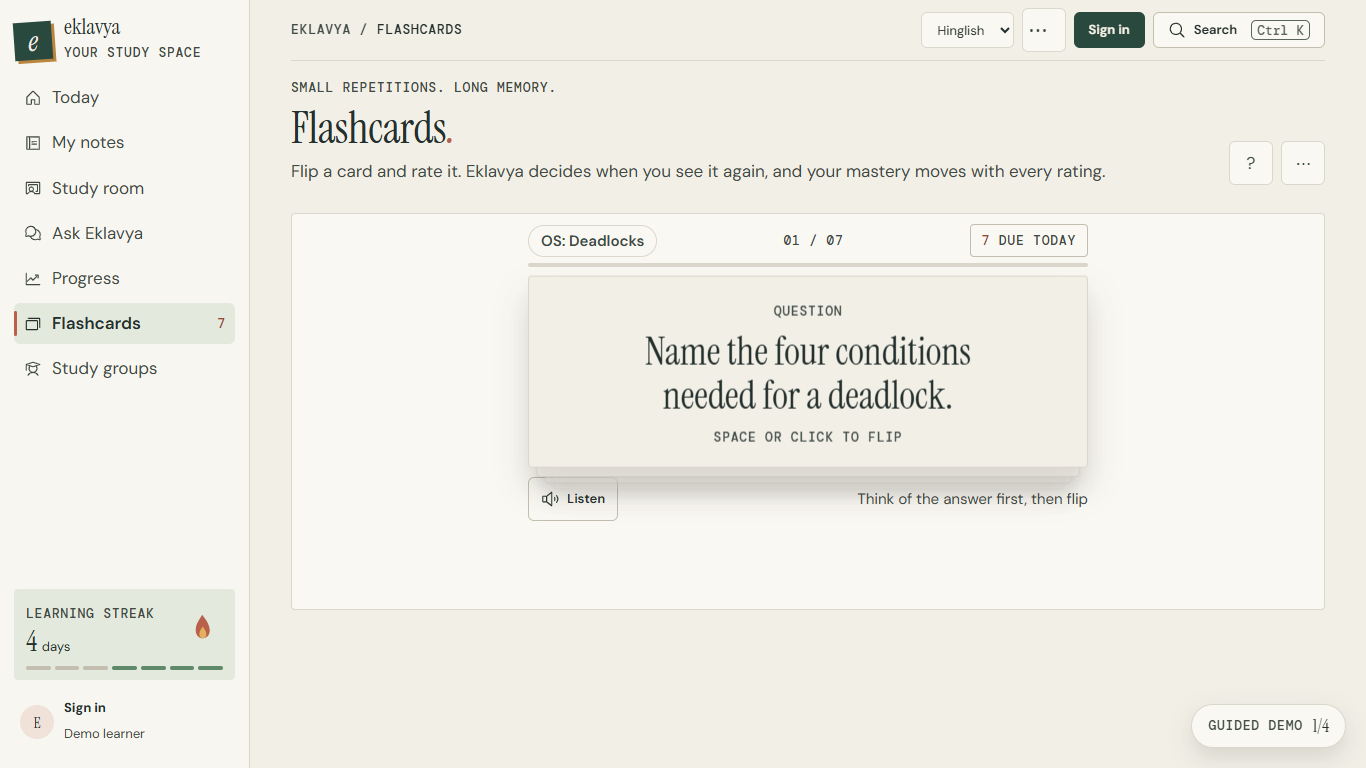 e
eklavya
YOUR STUDY SPACE
Today
My notes
Study room
Ask Eklavya
Progress
Flashcards 7
Study groups
LEARNING STREAK
4 days
E
Sign in
Demo learner
EKLAVYA / FLASHCARDS
Hinglish
...
Sign in
Search Ctrl K
SMALL REPETITIONS. LONG MEMORY.
Flashcards.
Flip a card and rate it. Eklavya decides when you see it again, and your mastery moves with every rating.
? ...
OS: Deadlocks 01 / 07 7 DUE TODAY
QUESTION
Name the four conditions
needed for a deadlock.
SPACE OR CLICK TO FLIP
Listen Think of the answer first, then flip
GUIDED DEMO 1/4